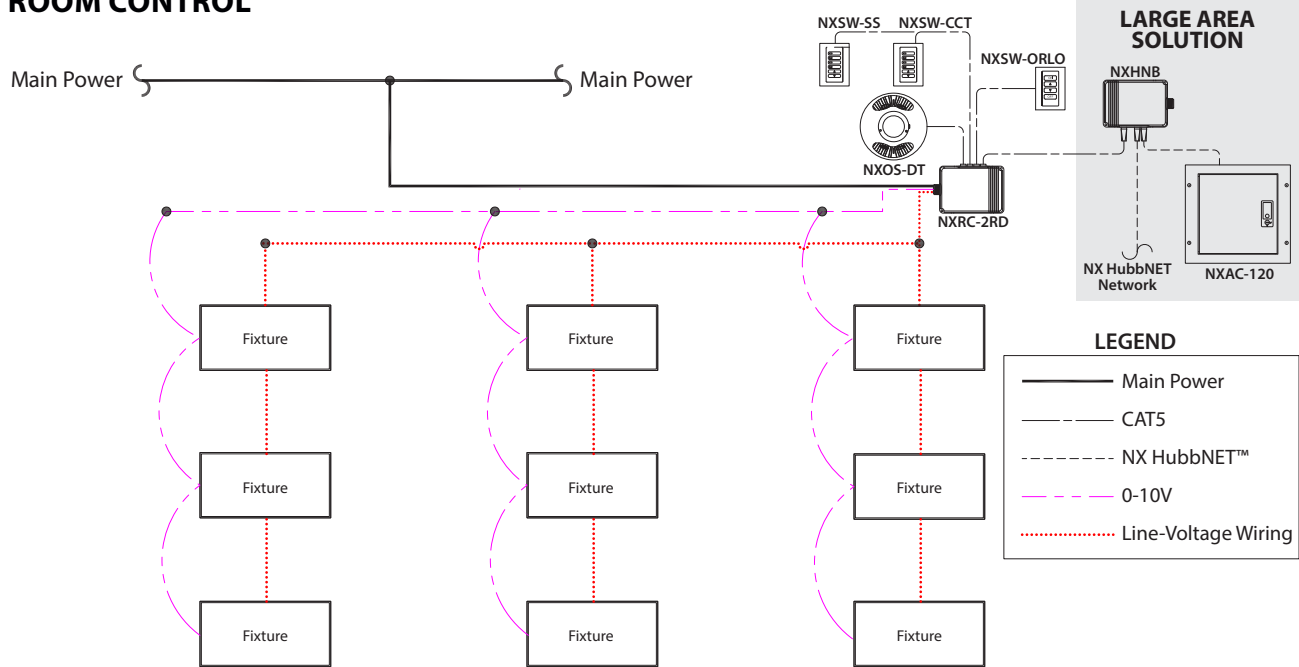 ROOM CONTROL
Main Power
Main Power
NXSW-SS
NXSW-CCT
NXSW-ORLO
NXOS-DT
NXRC-2RD
LARGE AREA
SOLUTION
NXHNB
NX HubbNET
Network
NXAC-120
Fixture
Fixture
Fixture
Fixture
Fixture
Fixture
Fixture
Fixture
Fixture
LEGEND
Main Power
CAT5
NX HubbNET™
0-10V
Line-Voltage Wiring